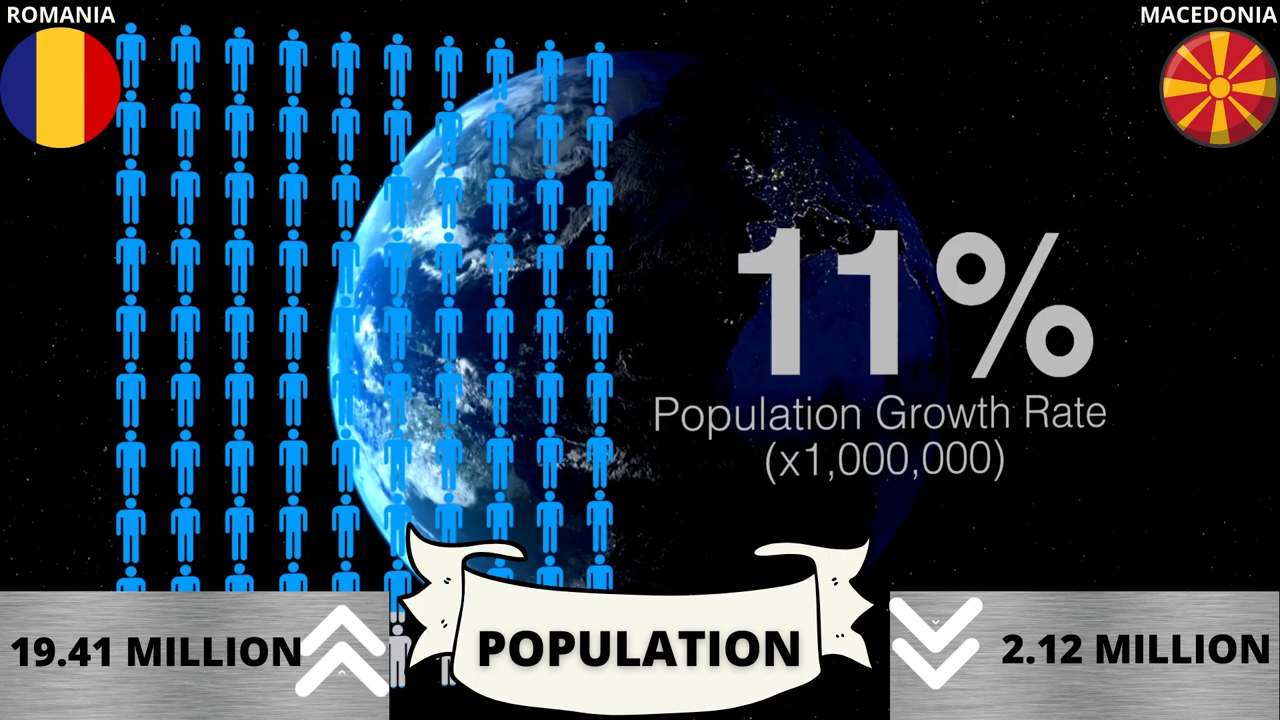 ROMANIA
MACEDONIA
11%
Population Growth Rate
(x1,000,000)
19.41 MILLION
POPULATION
2.12 MILLION